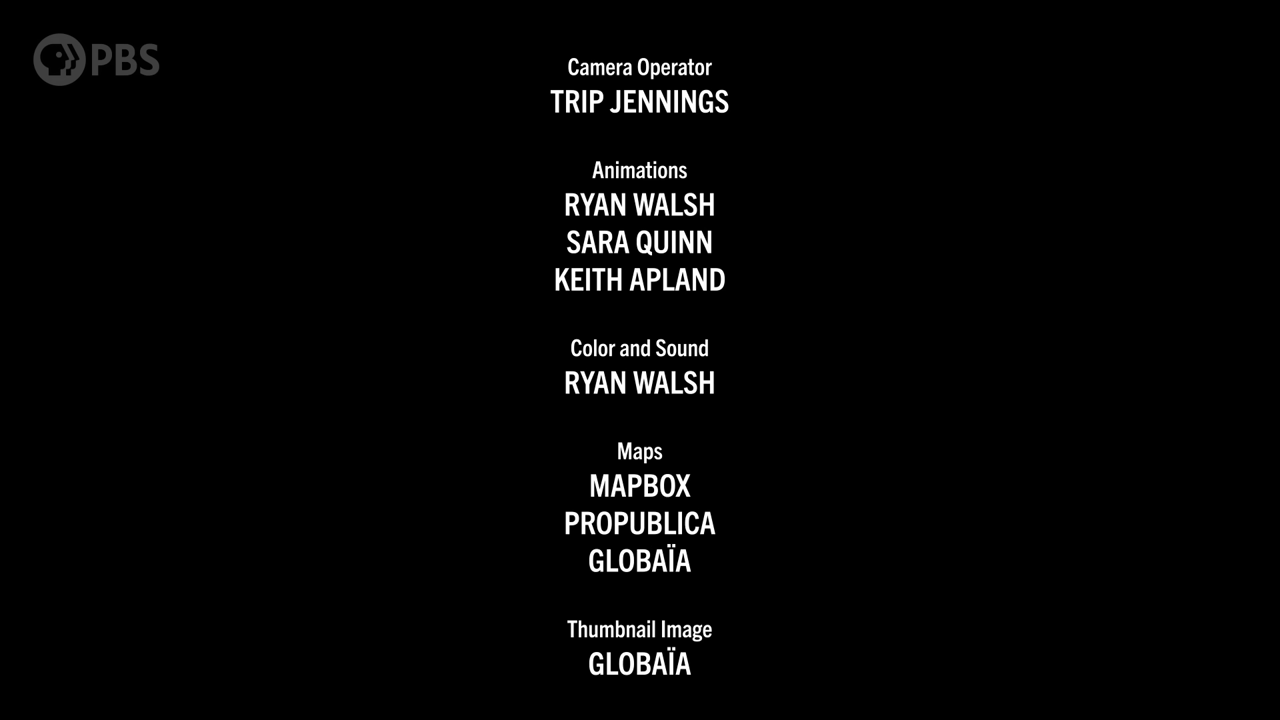 PBS
Camera Operator
TRIP JENNINGS
Animations
RYAN WALSH
SARA QUINN
KEITH APLAND
Color and Sound
RYAN WALSH
Maps
MAPBOX
PROPUBLICA
GLOBAÏA
Thumbnail Image
GLOBAÏA